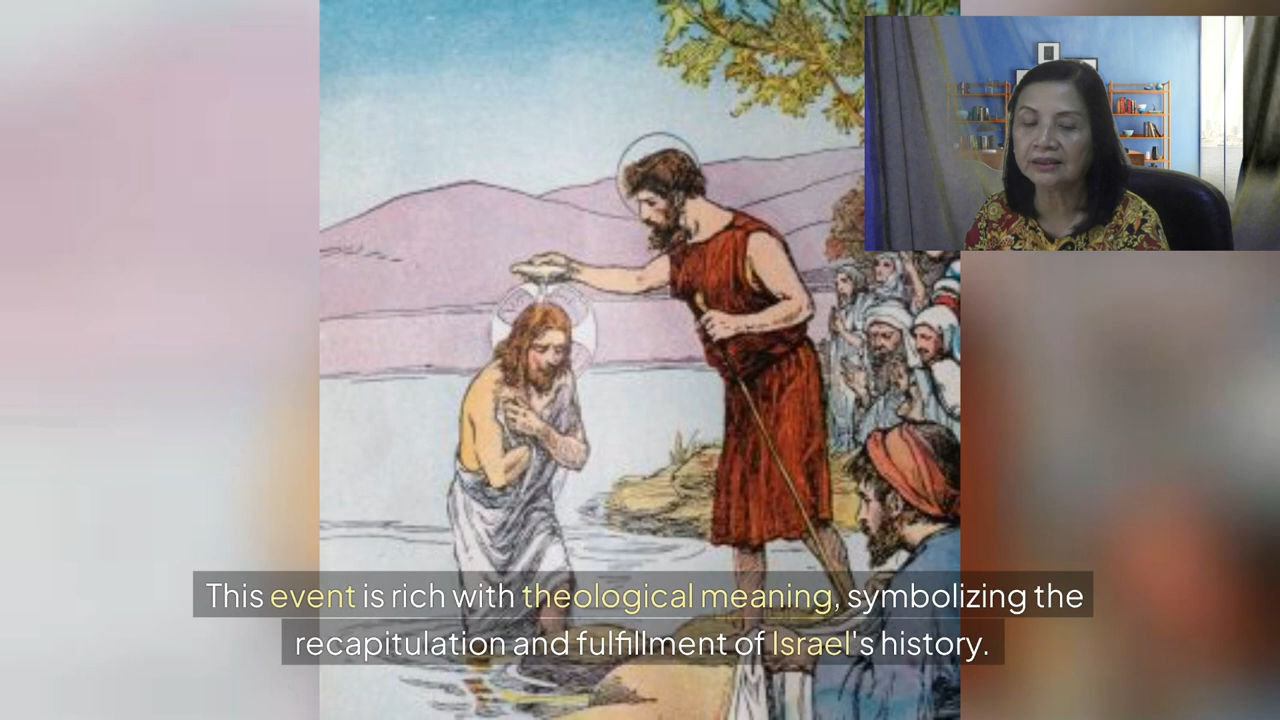 This event is rich with theological meaning, symbolizing the
recapitulation and fulfillment of Israel's history.